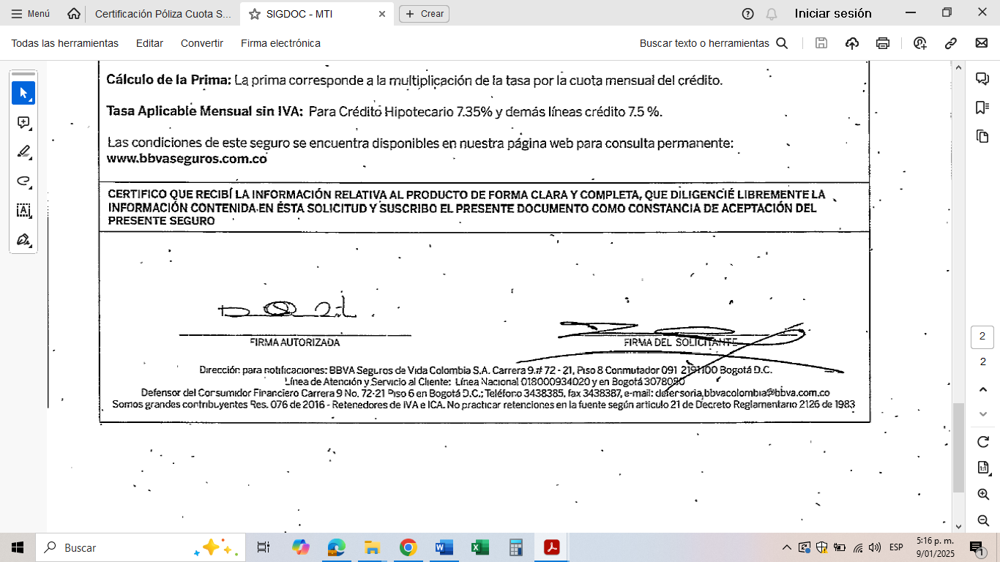 Menú
Certificación Póliza Cuota S...
SIGDOC - MTI
Crear
Iniciar sesión
Todas las herramientas
Editar
Convertir
Firma electrónica
Buscar texto o herramientas
Cálculo de la Prima: La prima corresponde a la multiplicación de la tasa por la cuota mensual del crédito.
Tasa Aplicable Mensual sin IVA: Para Crédito Hipotecario 7.35% y demás líneas crédito 7.5 %.
Las condiciones de este seguro se encuentra disponibles en nuestra página web para consulta permanente:
www.bbvaseguros.com.co
CERTIFICO QUE RECIBÍ LA INFORMACIÓN RELATIVA AL PRODUCTO DE FORMA CLARA Y COMPLETA, QUE DILIGENCIÉ LIBREMENTE LA
INFORMACIÓN CONTENIDA EN ÉSTA SOLICITUD Y SUSCRIBO EL PRESENTE DOCUMENTO COMO CONSTANCIA DE ACEPTACIÓN DEL
PRESENTE SEGURO
FIRMA AUTORIZADA
FIRMA DEL SOLICITANTE
Dirección para notificaciones: BBVA Seguros de Vida Colombia S.A. Carrera 9 # 72 - 21, Piso 8 Conmutador 091 2191100 Bogotá D.C.
Línea de Atención y Servicio al Cliente: Línea Nacional 018000934020 y en Bogotá 3078080
Defensor del Consumidor Financiero Carrera 9 No. 72-21 Piso 6 en Bogotá D.C.; Teléfono 3438385, fax 3438387, e-mail: defensoria.bbvacolombia@bbva.com.co
Somos grandes contribuyentes Res. 076 de 2016 - Retenedores de IVA e ICA. No practicar retenciones en la fuente según articulo 21 de Decreto Reglamentario 2126 de 1983
2
2
Buscar
ESP
5:16 p. m.
9/01/2025
1